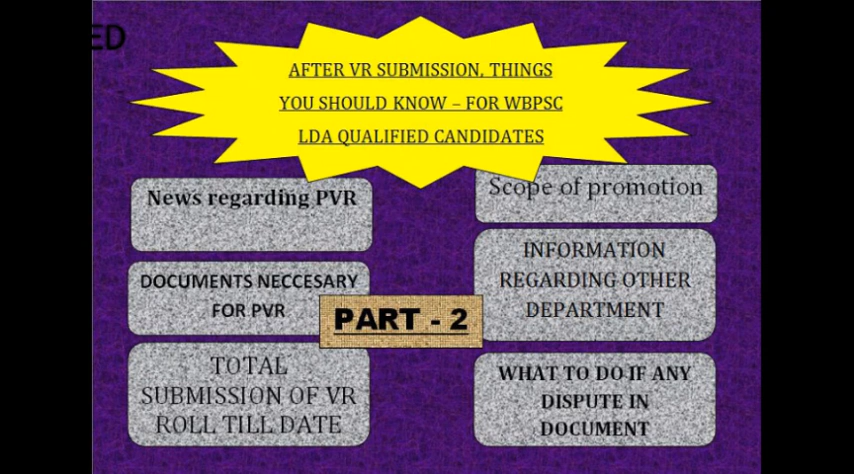 ED
AFTER VR SUBMISSION, THINGS
YOU SHOULD KNOW – FOR WBPSC
LDA QUALIFIED CANDIDATES
News regarding PVR
Scope of promotion
DOCUMENTS NECCESARY
FOR PVR
INFORMATION
REGARDING OTHER
DEPARTMENT
PART - 2
TOTAL
SUBMISSION OF VR
ROLL TILL DATE
WHAT TO DO IF ANY
DISPUTE IN
DOCUMENT